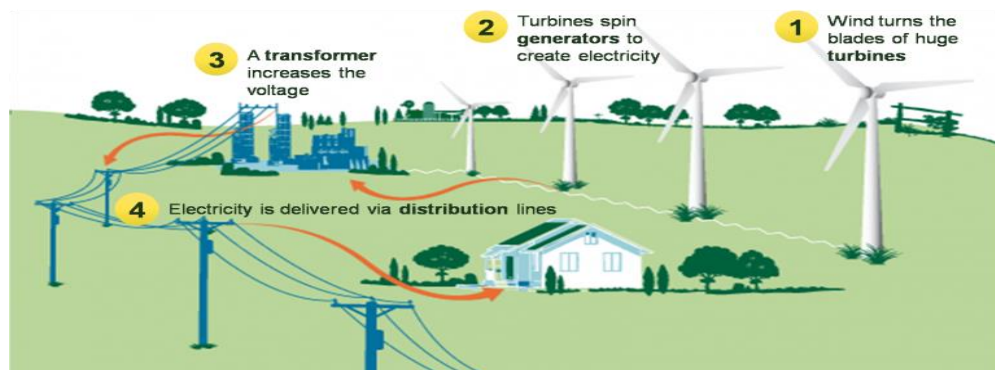 1
Wind turns the
blades of huge
turbines
2
Turbines spin
generators to
create electricity
3
A transformer
increases the
voltage
4
Electricity is delivered via distribution lines